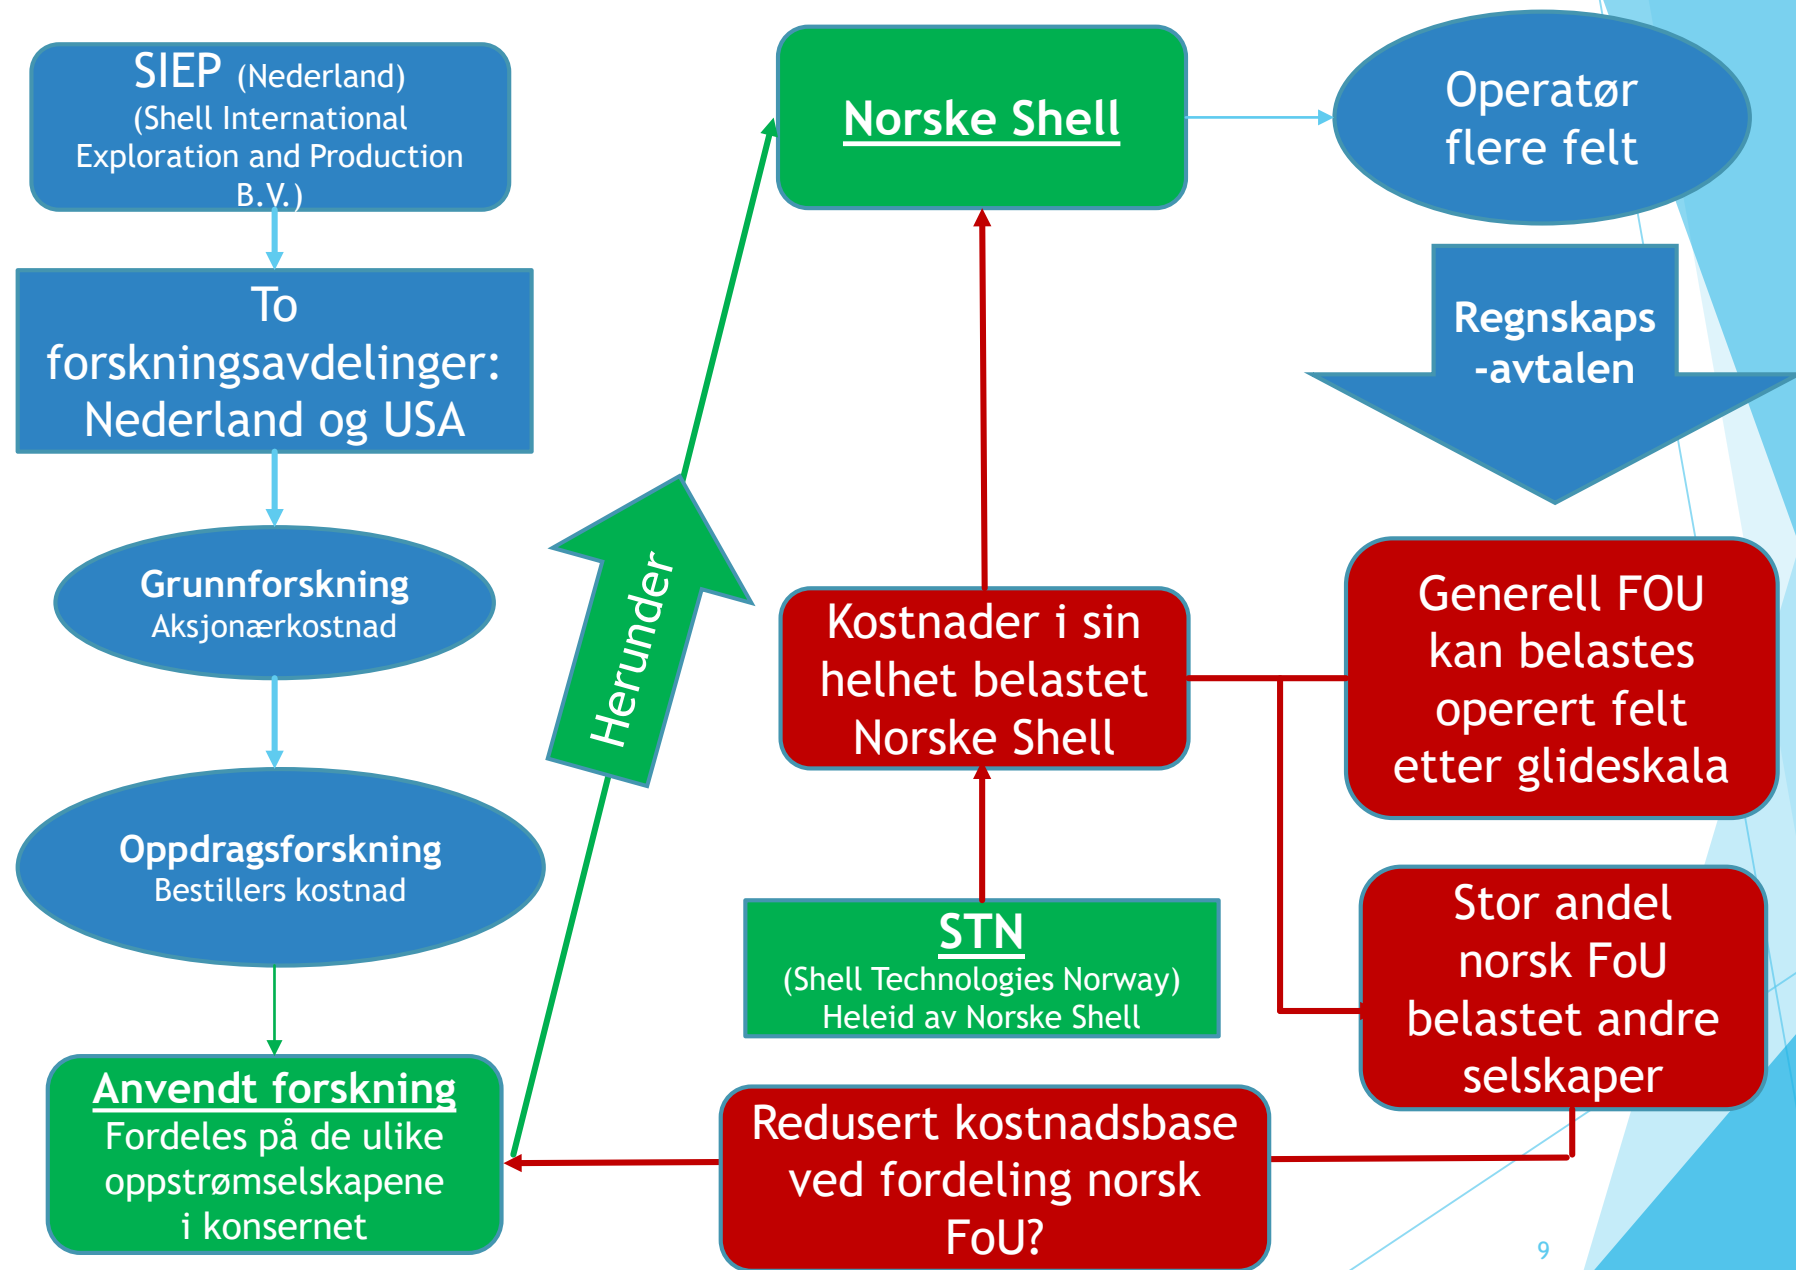 SIEP (Nederland)
(Shell International
Exploration and Production
B.V.)
To
forskningsavdelinger:
Nederland og USA
Grunnforskning
Aksjonærkostnad
Oppdragsforskning
Bestillers kostnad
Anvendt forskning
Fordeles på de ulike
oppstrømselskapene
i konsernet
Herunder
Norske Shell
Kostnader i sin
helhet belastet
Norske Shell
STN
(Shell Technologies Norway)
Heleid av Norske Shell
Redusert kostnadsbase
ved fordeling norsk
FoU?
Operatør
flere felt
Regnskaps
-avtalen
Generell FOU
kan belastes
operert felt
etter glideskala
Stor andel
norsk FoU
belastet andre
selskaper
9